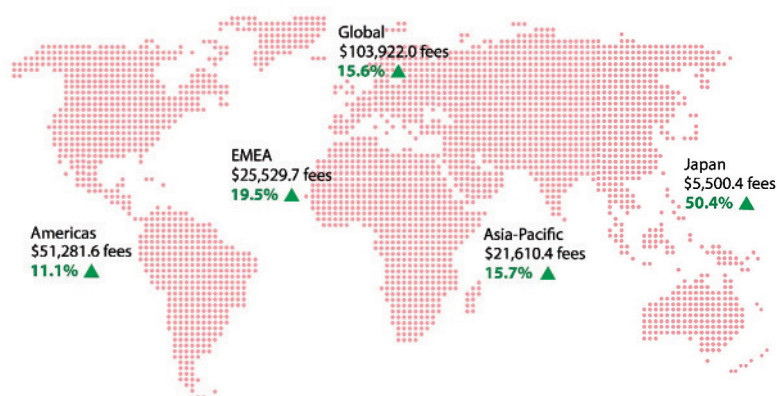 Global
$103,922.0 fees
15.6% ▲
EMEA
$25,529.7 fees
19.5% ▲
Japan
$5,500.4 fees
50.4% ▲
Americas
$51,281.6 fees
11.1% ▲
Asia-Pacific
$21,610.4 fees
15.7% ▲